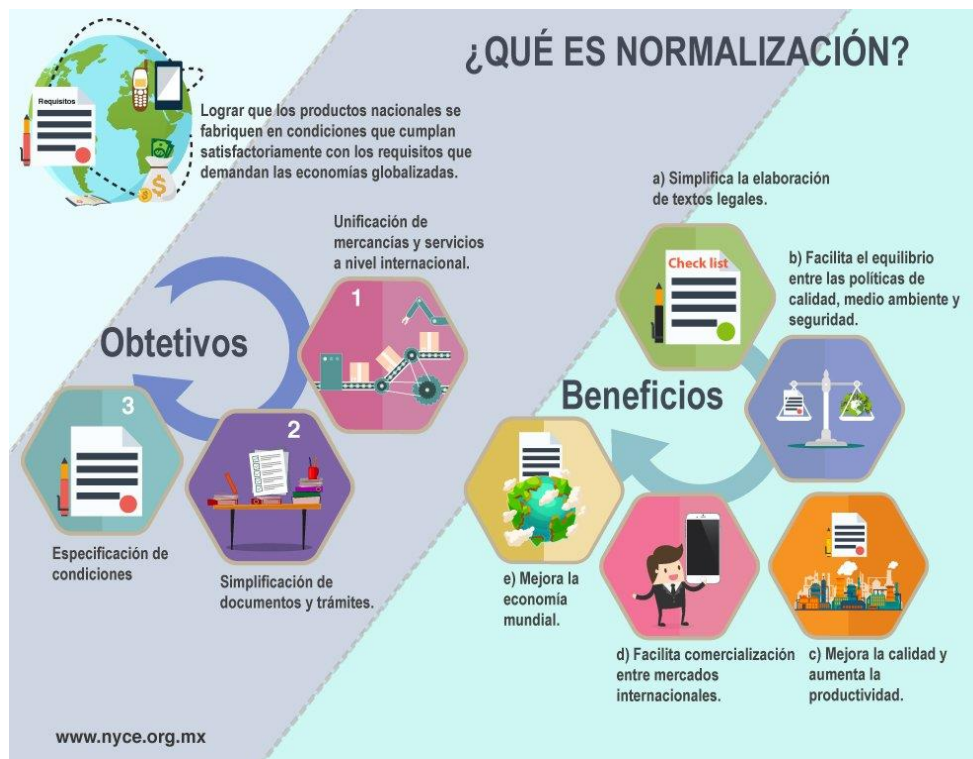 ¿QUÉ ES NORMALIZACIÓN?
Requisitos
Lograr que los productos nacionales se
fabriquen en condiciones que cumplan
satisfactoriamente con los requisitos que
demandan las economías globalizadas.
Obtetivos
Unificación de
mercancías y servicios
a nivel internacional.
1
2
Simplificación de
documentos y trámites.
3
Especificación de
condiciones
Beneficios
a) Simplifica la elaboración
de textos legales.
Check list
b) Facilita el equilibrio
entre las políticas de
calidad, medio ambiente y
seguridad.
c) Mejora la calidad y
aumenta la
productividad.
d) Facilita comercialización
entre mercados
internacionales.
e) Mejora la
economía
mundial.
www.nyce.org.mx